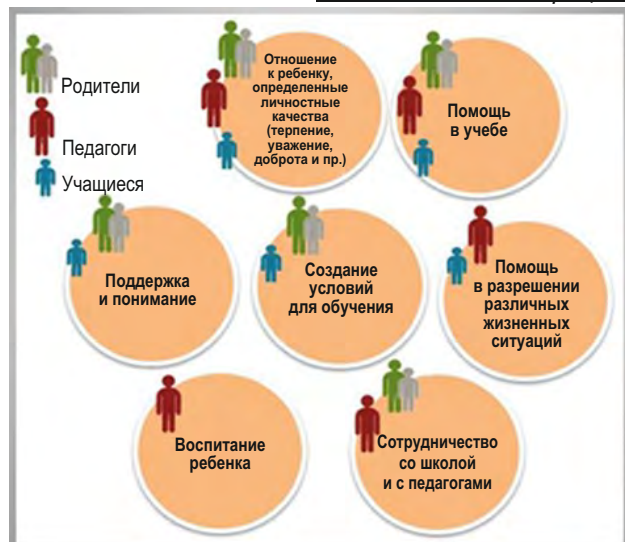 Родители
Педагоги
Учащиеся
Отношение
к ребенку,
определенные
личностные
качества
(терпение,
уважение,
доброта и пр.)
Помощь
в учебе
Поддержка
и понимание
Создание
условий
для обучения
Помощь
в разрешении
различных
жизненных
ситуаций
Воспитание
ребенка
Сотрудничество
со школой
и с педагогами